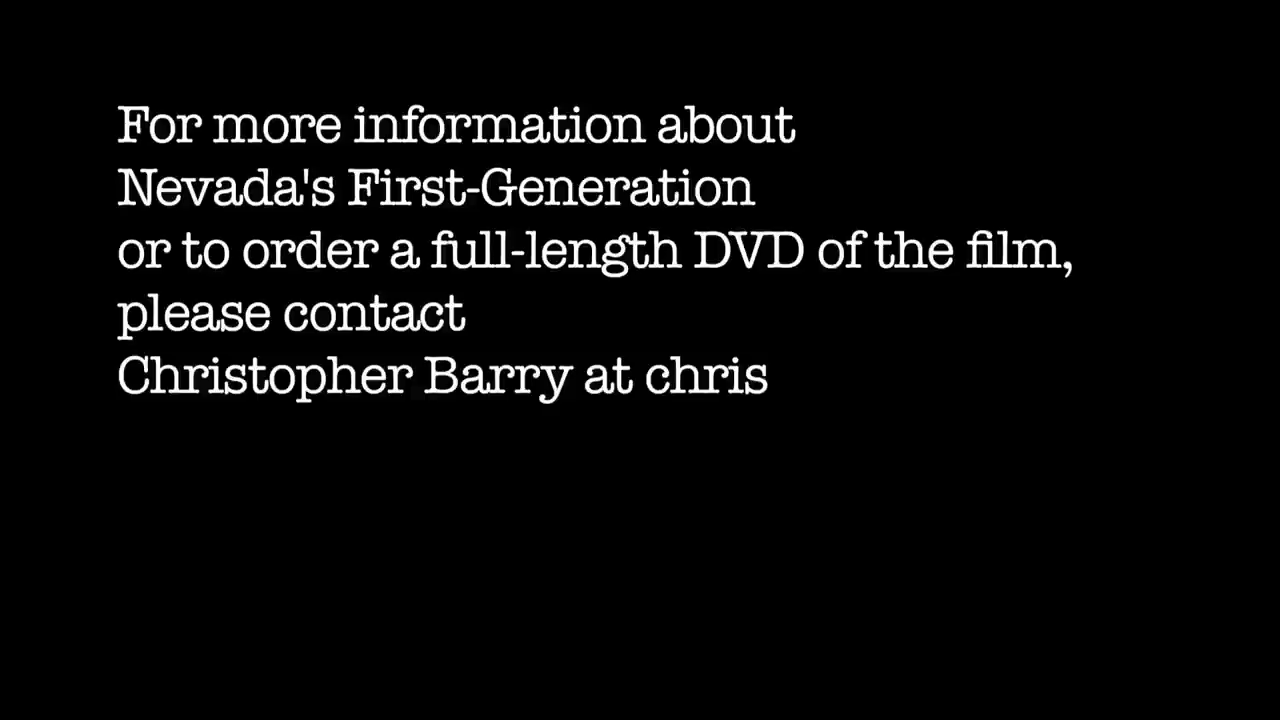 For more information about
Nevada's First-Generation
or to order a full-length DVD of the film,
please contact
Christopher Barry at chris